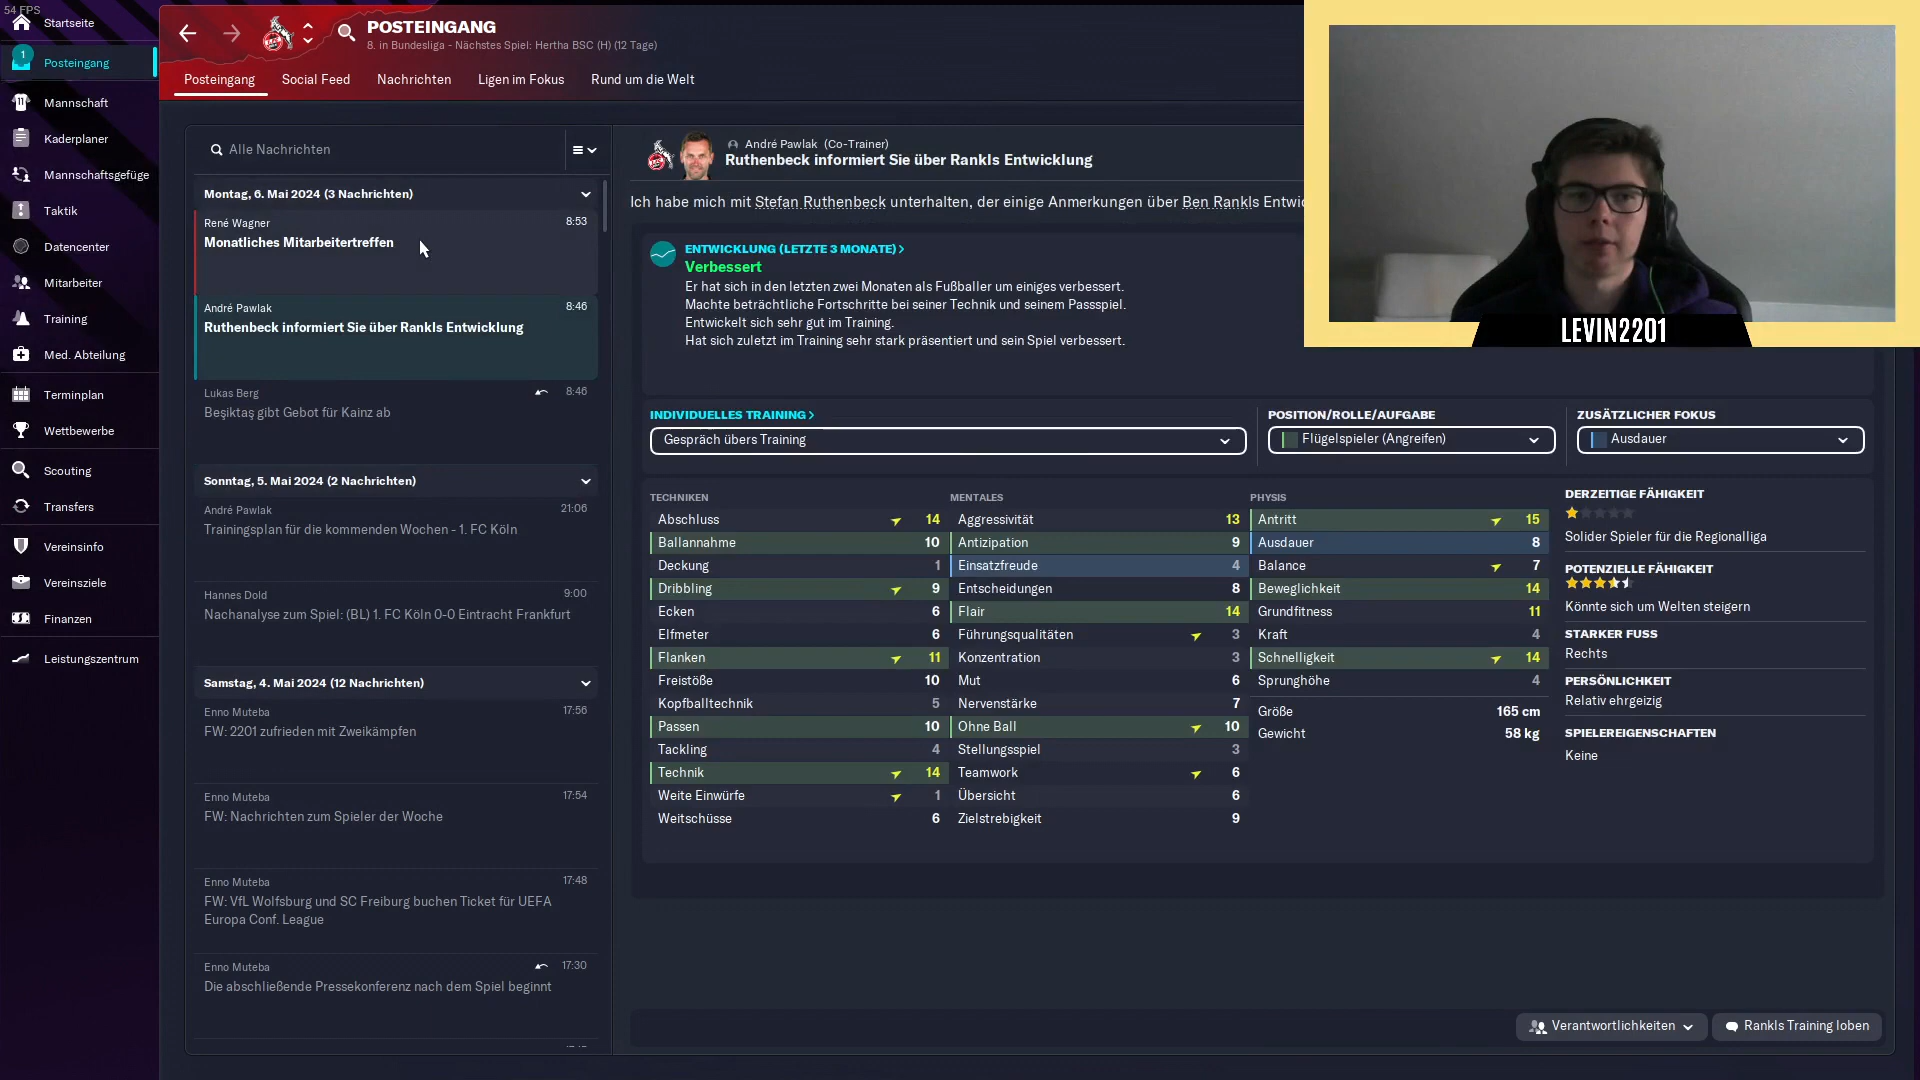 54 FPS
Startseite
1
Posteingang
Mannschaft
Kaderplaner
Mannschaftsgefüge
Taktik
Datencenter
Mitarbeiter
Training
Med. Abteilung
Terminplan
Wettbewerbe
Scouting
Transfers
Vereinsinfo
Vereinsziele
Finanzen
Leistungszentrum
POSTEINGANG
8. in Bundesliga - Nächstes Spiel: Hertha BSC (H) (12 Tage)
Posteingang Social Feed Nachrichten Ligen im Fokus Rund um die Welt
Alle Nachrichten
Montag, 6. Mai 2024 (3 Nachrichten)
René Wagner 8:53
Monatliches Mitarbeitertreffen
André Pawlak 8:46
Ruthenbeck informiert Sie über Rankls Entwicklung
Lukas Berg 8:46
Beşiktaş gibt Gebot für Kainz ab
Sonntag, 5. Mai 2024 (2 Nachrichten)
André Pawlak 21:06
Trainingsplan für die kommenden Wochen - 1. FC Köln
Hannes Dold 9:00
Nachanalyse zum Spiel: (BL) 1. FC Köln 0-0 Eintracht Frankfurt
Samstag, 4. Mai 2024 (12 Nachrichten)
Enno Muteba 17:56
FW: 2201 zufrieden mit Zweikämpfen
Enno Muteba 17:54
FW: Nachrichten zum Spieler der Woche
Enno Muteba 17:48
FW: VfL Wolfsburg und SC Freiburg buchen Ticket für UEFA
Europa Conf. League
Enno Muteba 17:30
Die abschließende Pressekonferenz nach dem Spiel beginnt
André Pawlak (Co-Trainer)
Ruthenbeck informiert Sie über Rankls Entwicklung
Ich habe mich mit Stefan Ruthenbeck unterhalten, der einige Anmerkungen über Ben Rankls Entwic
ENTWICKLUNG (LETZTE 3 MONATE)
Verbessert
Er hat sich in den letzten zwei Monaten als Fußballer um einiges verbessert.
Machte beträchtliche Fortschritte bei seiner Technik und seinem Passspiel.
Entwickelt sich sehr gut im Training.
Hat sich zuletzt im Training sehr stark präsentiert und sein Spiel verbessert.
LEVIN2201
INDIVIDUELLES TRAINING POSITION/ROLLE/AUFGABE ZUSÄTZLICHER FOKUS
Gespräch übers Training Flügelspieler (Angreifen) Ausdauer
TECHNIKEN
Abschluss 14
Ballannahme 10
Deckung 1
Dribbling 9
Ecken 6
Elfmeter 6
Flanken 11
Freistöße 10
Kopfballtechnik 5
Passen 10
Tackling 4
Technik 14
Weite Einwürfe 1
Weitschüsse 6
MENTALES
Aggressivität 13
Antizipation 9
Einsatzfreude 4
Entscheidungen 8
Flair 14
Führungsqualitäten 3
Konzentration 3
Mut 6
Nervenstärke 7
Ohne Ball 10
Stellungsspiel 3
Teamwork 6
Übersicht 6
Zielstrebigkeit 9
PHYSIS
Antritt 15
Ausdauer 8
Balance 7
Beweglichkeit 14
Grundfitness 11
Kraft 4
Schnelligkeit 14
Sprunghöhe 4
Größe 165 cm
Gewicht 58 kg
DERZEITIGE FÄHIGKEIT
Solider Spieler für die Regionalliga
POTENZIELLE FÄHIGKEIT
Könnte sich um Welten steigern
STARKER FUSS
Rechts
PERSÖNLICHKEIT
Relativ ehrgeizig
SPIELEREIGENSCHAFTEN
Keine
Verantwortlichkeiten Rankls Training loben